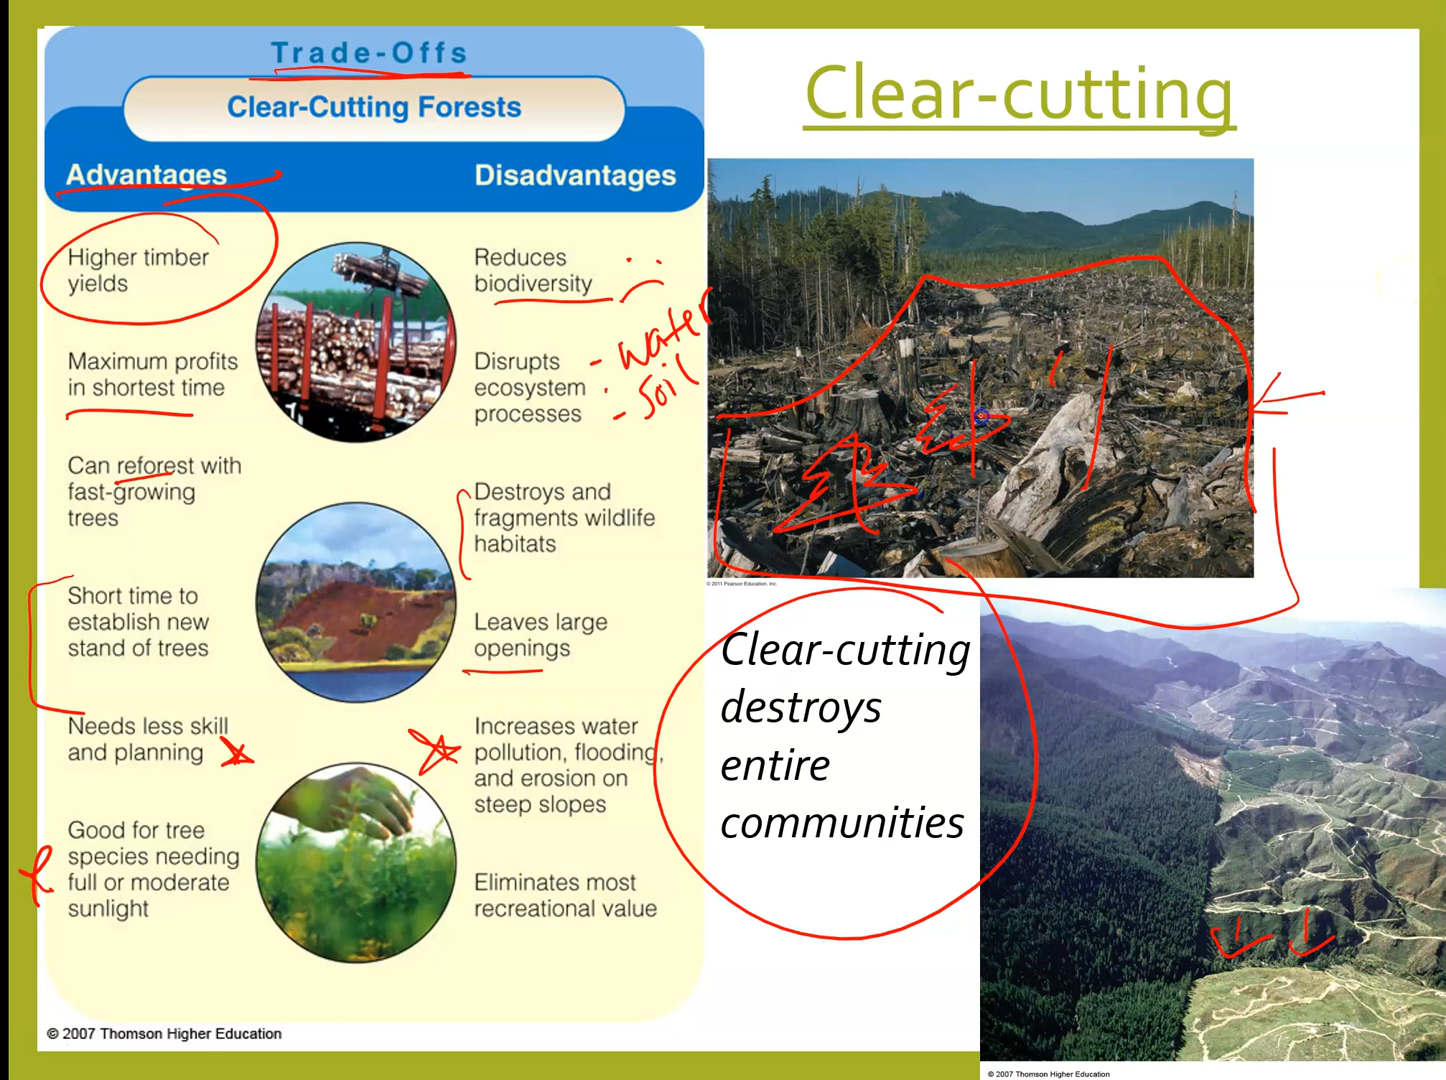 Trade-Offs
Clear-Cutting Forests
Advantages
Higher timber
yields
Maximum profits
in shortest time
Can reforest with
fast-growing
trees
Short time to
establish new
stand of trees
Needs less skill
and planning
Good for tree
species needing
full or moderate
sunlight
Disadvantages
Reduces
biodiversity
Disrupts
ecosystem
processes
- water
- Soil
Destroys and
fragments wildlife
habitats
Leaves large
openings
Increases water
pollution, flooding,
and erosion on
steep slopes
Eliminates most
recreational value
© 2007 Thomson Higher Education
Clear-cutting
© 2011 Pearson Education, Inc.
Clear-cutting
destroys
entire
communities
© 2007 Thomson Higher Education